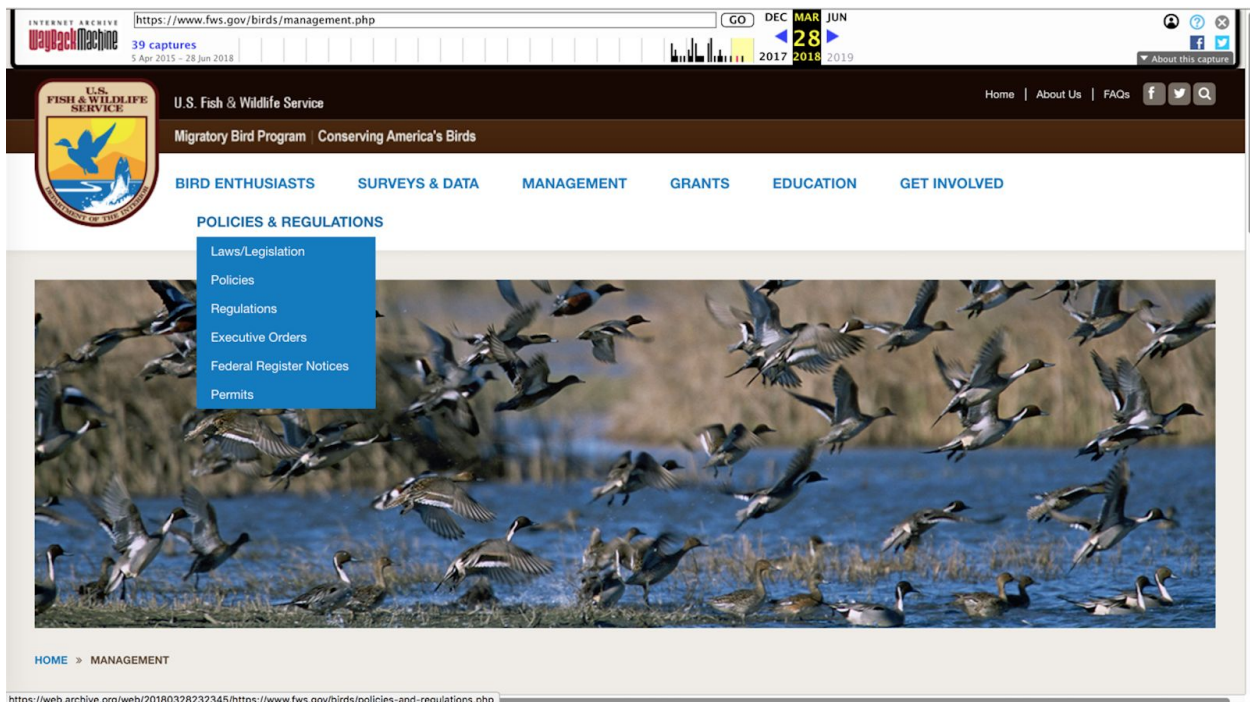 INTERNET ARCHIVE
WayBackMachine
https://www.fws.gov/birds/management.php
GO
DEC MAR JUN
39 captures
28
5 Apr 2015 – 28 Jun 2018
2017 2018 2019
▼ About this capture
U.S.
FISH & WILDLIFE
SERVICE
DEPARTMENT OF THE INTERIOR
U.S. Fish & Wildlife Service
Home | About Us | FAQs
Migratory Bird Program | Conserving America's Birds
BIRD ENTHUSIASTS SURVEYS & DATA MANAGEMENT GRANTS EDUCATION GET INVOLVED
POLICIES & REGULATIONS
Laws/Legislation
Policies
Regulations
Executive Orders
Federal Register Notices
Permits
HOME » MANAGEMENT
https://web.archive.org/web/20180328232345/https://www.fws.gov/birds/policies-and-regulations.php